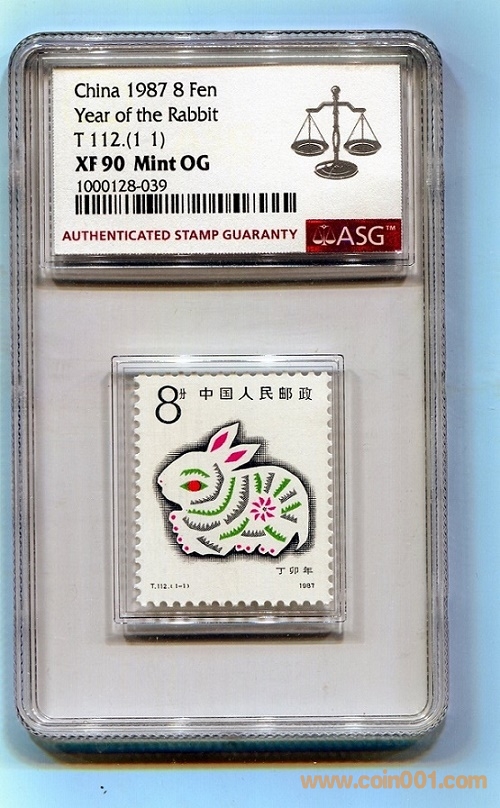 China 1987 8 Fen
Year of the Rabbit
T 112.(1 1)
XF 90 Mint OG
1000128-039
AUTHENTICATED STAMP GUARANTY ASG™
8分 中国人民邮政
丁卯年
T.112.(1-1) 1987
www.coin001.com